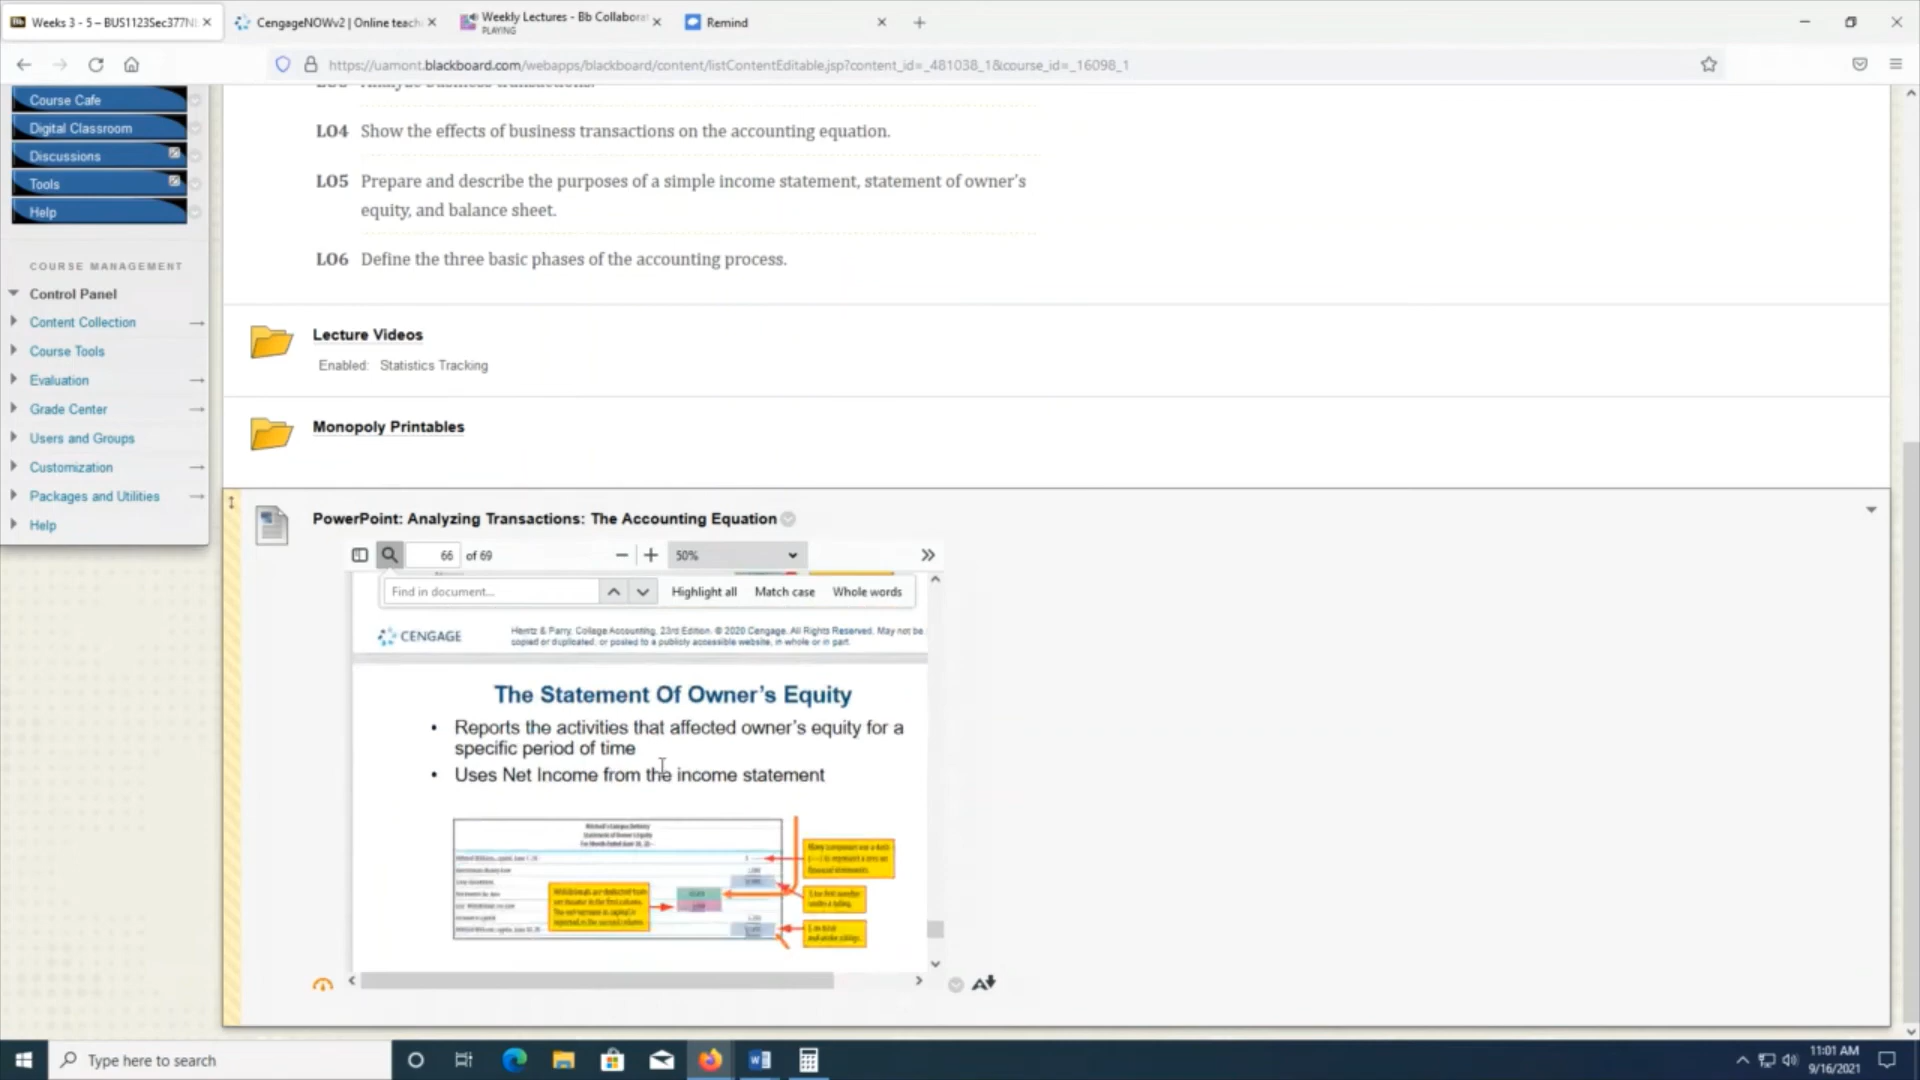 Weeks 3 - 5 – BUS1123Sec377N
CengageNOWv2 | Online teach
Weekly Lectures - Bb Collabora
PLAYING
Remind
https://uamont.blackboard.com/webapps/blackboard/content/listContentEditable.jsp?content_id=_481038_1&course_id=_16098_1
Course Cafe
Digital Classroom
Discussions
Tools
Help
COURSE MANAGEMENT
Control Panel
Content Collection
Course Tools
Evaluation
Grade Center
Users and Groups
Customization
Packages and Utilities
Help
LO3 Analyze business transactions.
LO4 Show the effects of business transactions on the accounting equation.
LO5 Prepare and describe the purposes of a simple income statement, statement of owner's
equity, and balance sheet.
LO6 Define the three basic phases of the accounting process.
Lecture Videos
Enabled: Statistics Tracking
Monopoly Printables
PowerPoint: Analyzing Transactions: The Accounting Equation
66 of 69
50%
Find in document...
Highlight all
Match case
Whole words
CENGAGE
Heintz & Parry, College Accounting, 23rd Edition. © 2020 Cengage. All Rights Reserved. May not be
copied or duplicated, or posted to a publicly accessible website, in whole or in part.
The Statement Of Owner's Equity
• Reports the activities that affected owner's equity for a
specific period of time
• Uses Net Income from the income statement
Type here to search
11:01 AM
9/16/2021